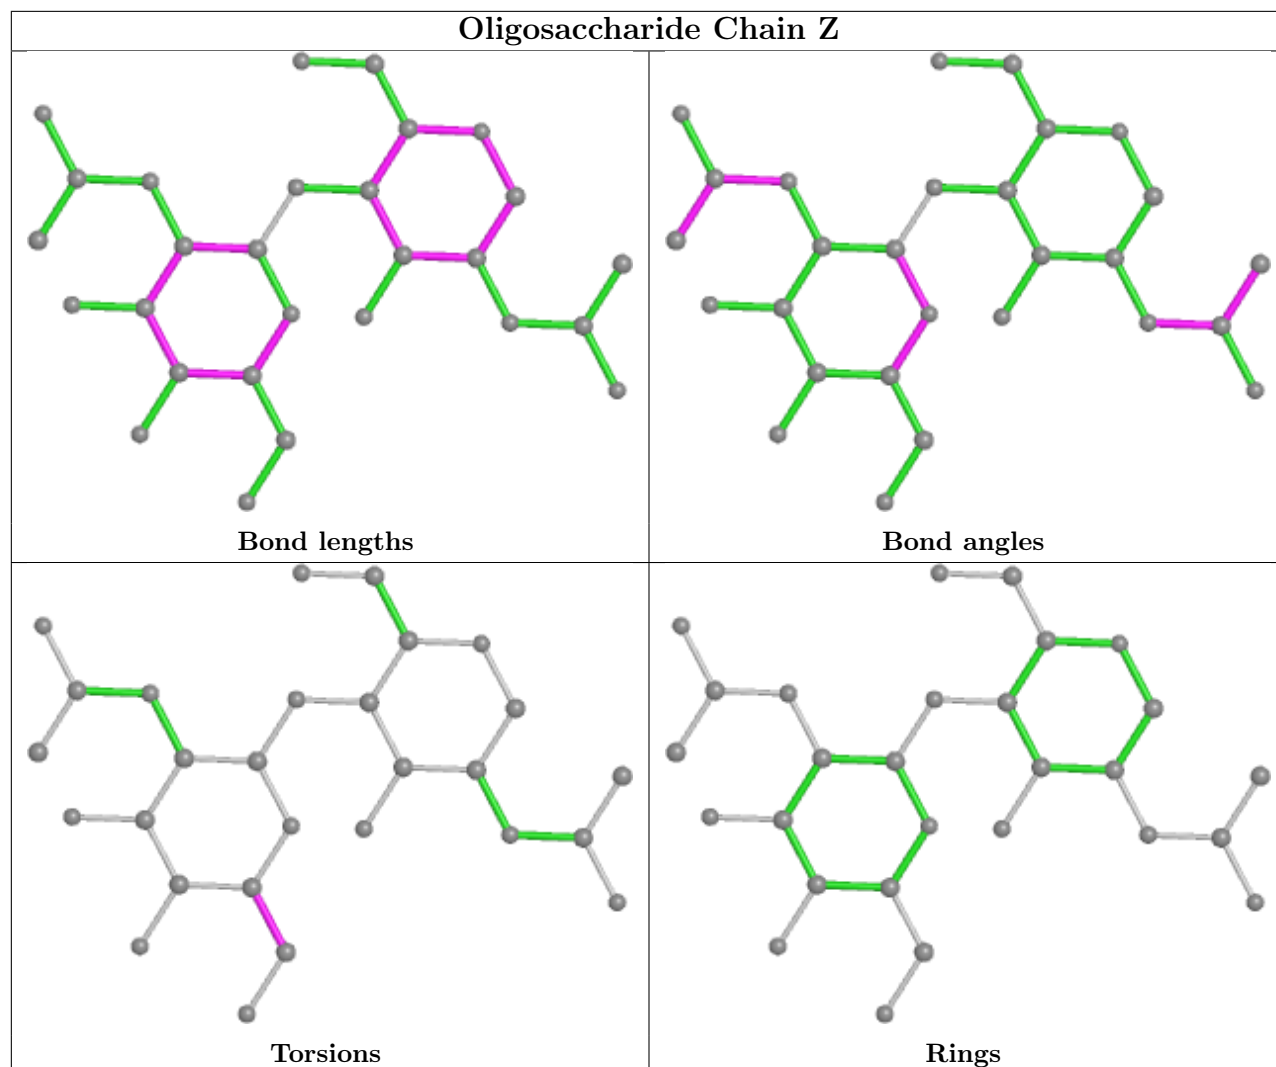 Oligosaccharide Chain Z
Bond lengths
Bond angles
Torsions
Rings